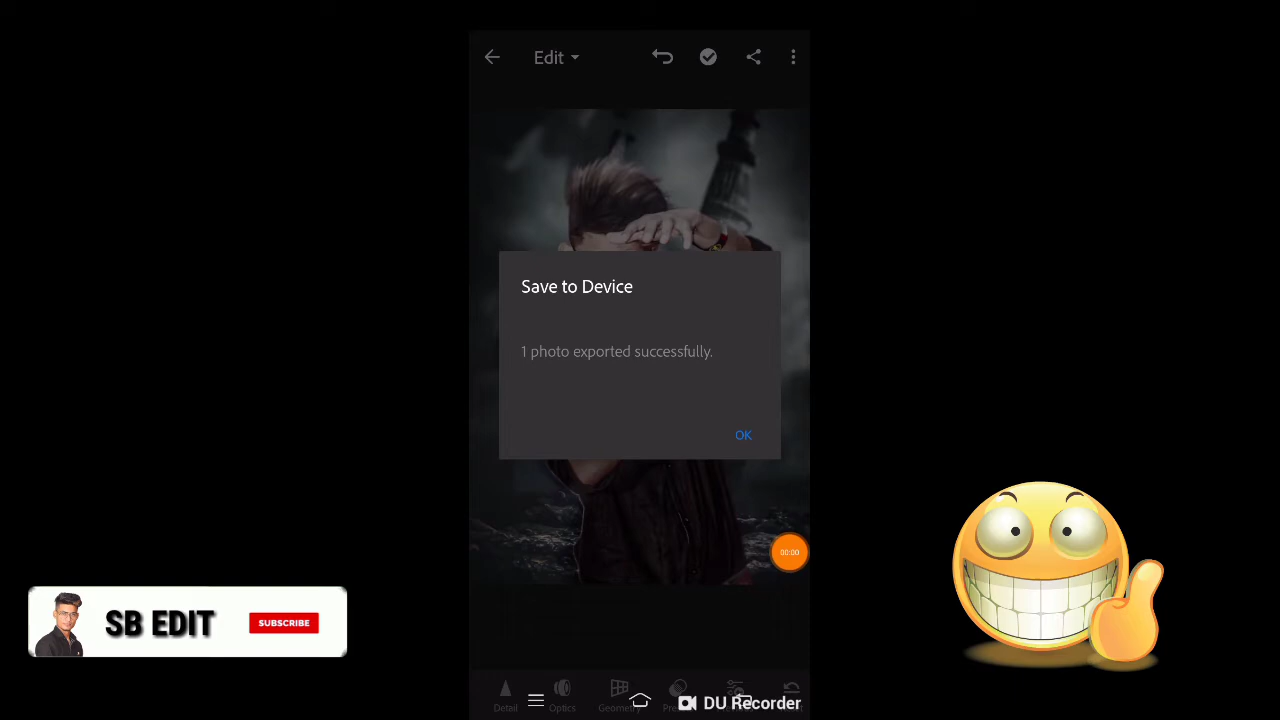 Edit
Save to Device
1 photo exported successfully.
OK
00:00
SB EDIT
SUBSCRIBE
Detail Optics Geometry
DU Recorder